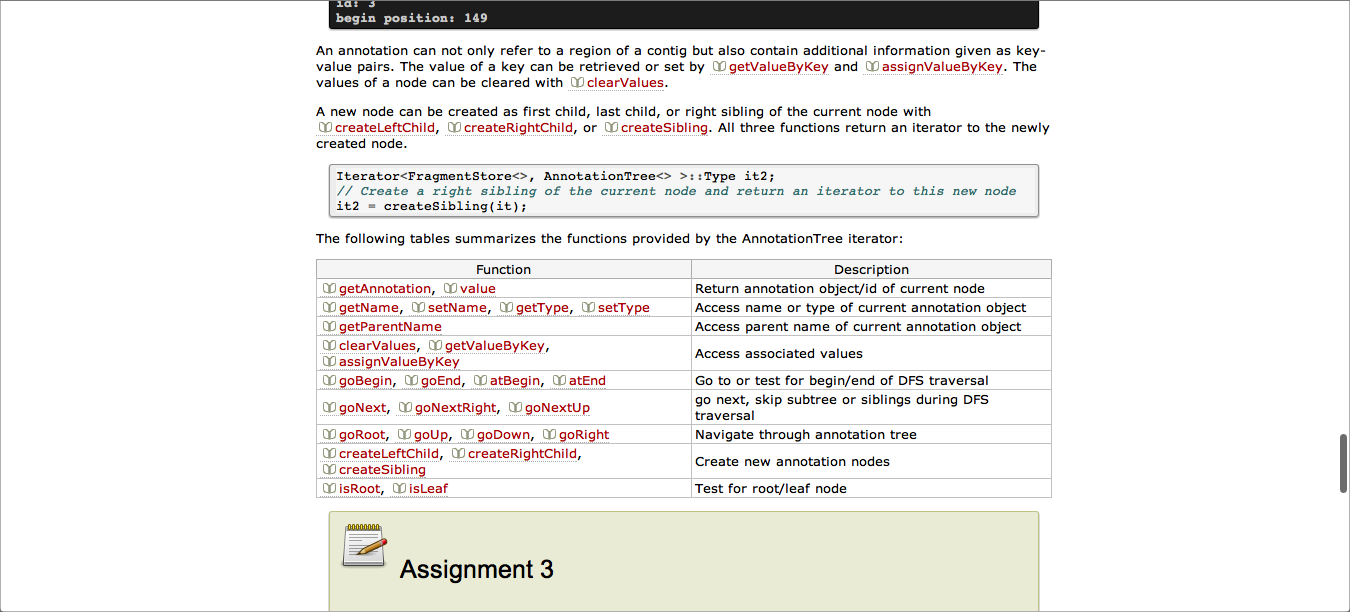 id: 3
begin position: 149
An annotation can not only refer to a region of a contig but also contain additional information given as key-
value pairs. The value of a key can be retrieved or set by getValueByKey and assignValueByKey. The
values of a node can be cleared with clearValues.
A new node can be created as first child, last child, or right sibling of the current node with
createLeftChild, createRightChild, or createSibling. All three functions return an iterator to the newly
created node.
Iterator<FragmentStore<>, AnnotationTree<> >::Type it2;
// Create a right sibling of the current node and return an iterator to this new node
it2 = createSibling(it);
The following tables summarizes the functions provided by the AnnotationTree iterator:
Function Description
getAnnotation, value Return annotation object/id of current node
getName, setName, getType, setType Access name or type of current annotation object
getParentName Access parent name of current annotation object
clearValues, getValueByKey,
assignValueByKey Access associated values
goBegin, goEnd, atBegin, atEnd Go to or test for begin/end of DFS traversal
goNext, goNextRight, goNextUp go next, skip subtree or siblings during DFS
traversal
goRoot, goUp, goDown, goRight Navigate through annotation tree
createLeftChild, createRightChild,
createSibling Create new annotation nodes
isRoot, isLeaf Test for root/leaf node
Assignment 3